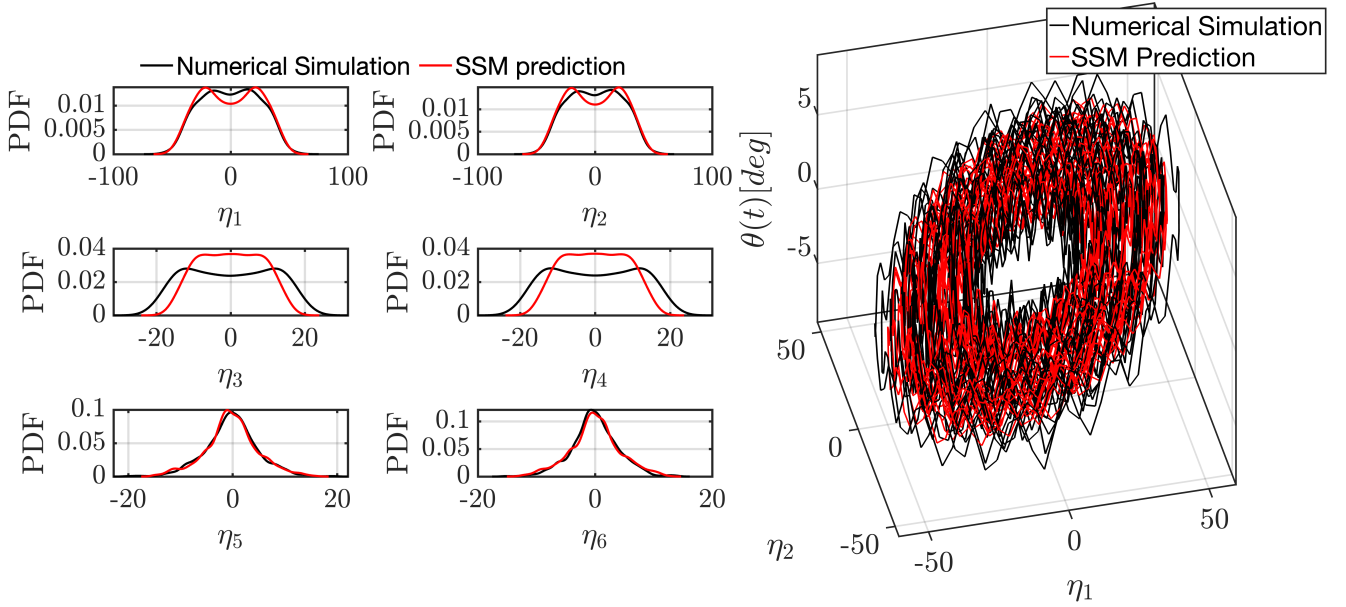 Numerical Simulation SSM prediction
PDF
0.01
0.005
0
-100 0 100
η1
PDF
0.01
0.005
0
-100 0 100
η2
PDF
0.04
0.02
0
-20 0 20
η3
PDF
0.04
0.02
0
-20 0 20
η4
PDF
0.1
0.05
0
-20 0 20
η5
PDF
0.1
0.05
0
-20 0 20
η6
Numerical Simulation
SSM Prediction
θ(t)[deg]
5
0
-5
50
0
-50
η2
-50
0
50
η1